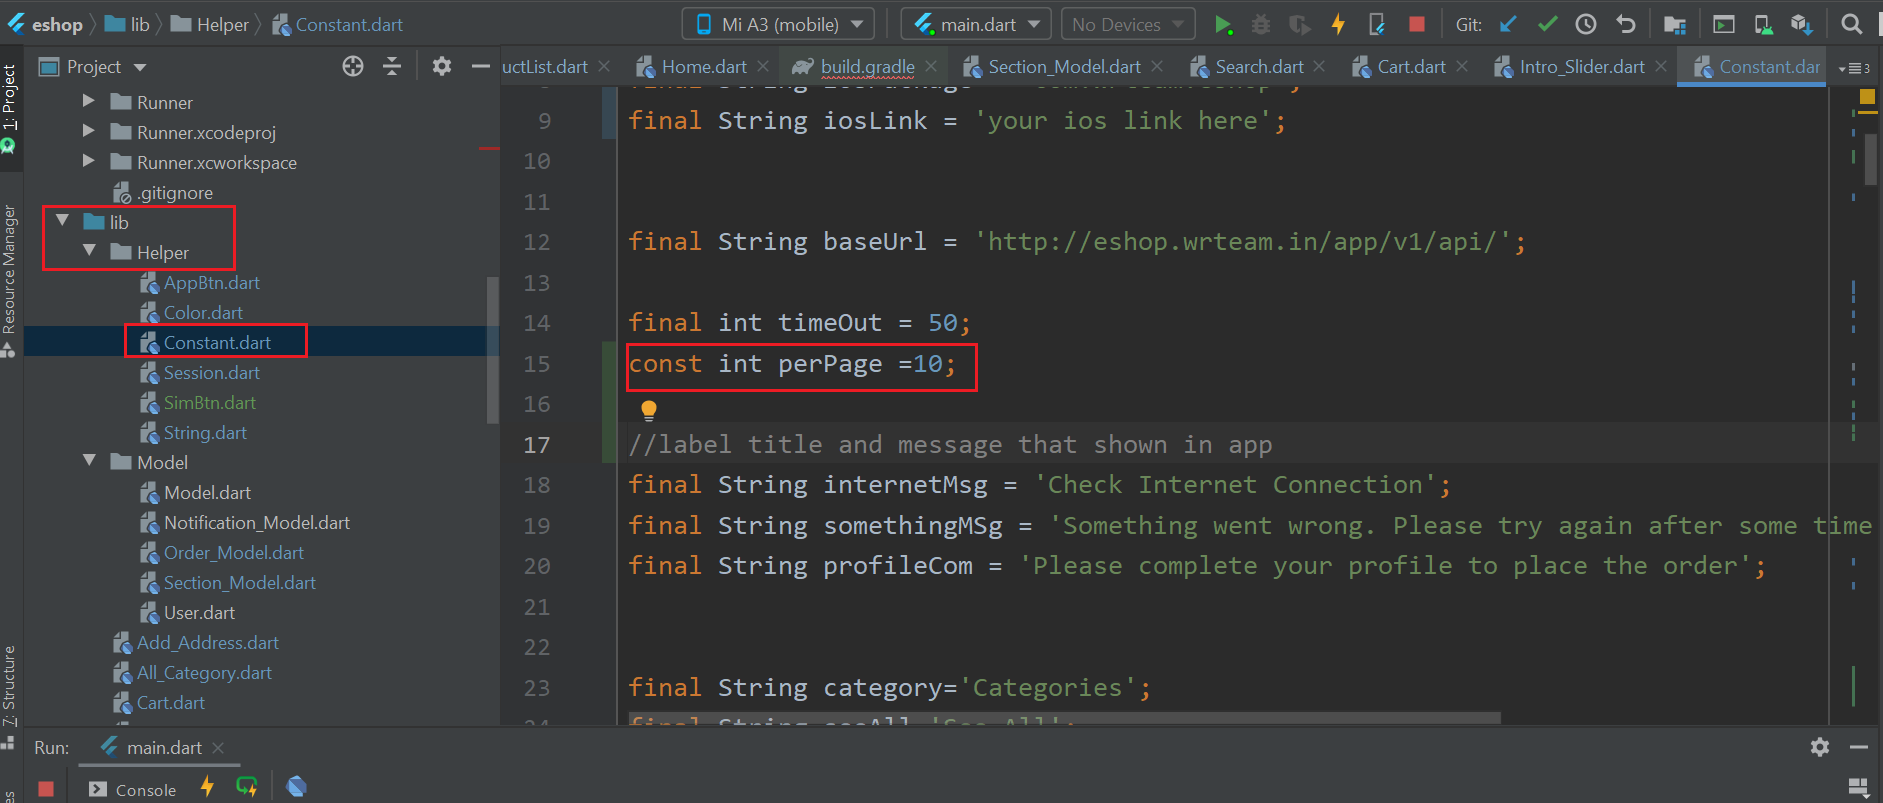 eshop lib Helper Constant.dart Mi A3 (mobile) main.dart No Devices Git:
Project
uctList.dart Home.dart build.gradle Section_Model.dart Search.dart Cart.dart Intro_Slider.dart Constant.dar 3
1: Project
Resource Manager
7: Structure
Runner
Runner.xcodeproj
Runner.xcworkspace
.gitignore
lib
Helper
AppBtn.dart
Color.dart
Constant.dart
Session.dart
SimBtn.dart
String.dart
Model
Model.dart
Notification_Model.dart
Order_Model.dart
Section_Model.dart
User.dart
Add_Address.dart
All_Category.dart
Cart.dart
9 final String iosLink = 'your ios link here';
10
11
12 final String baseUrl = 'http://eshop.wrteam.in/app/v1/api/';
13
14 final int timeOut = 50;
15 const int perPage =10;
16
17 //label title and message that shown in app
18 final String internetMsg = 'Check Internet Connection';
19 final String somethingMSg = 'Something went wrong. Please try again after some time
20 final String profileCom = 'Please complete your profile to place the order';
21
22
23 final String category='Categories';
Run: main.dart
Console